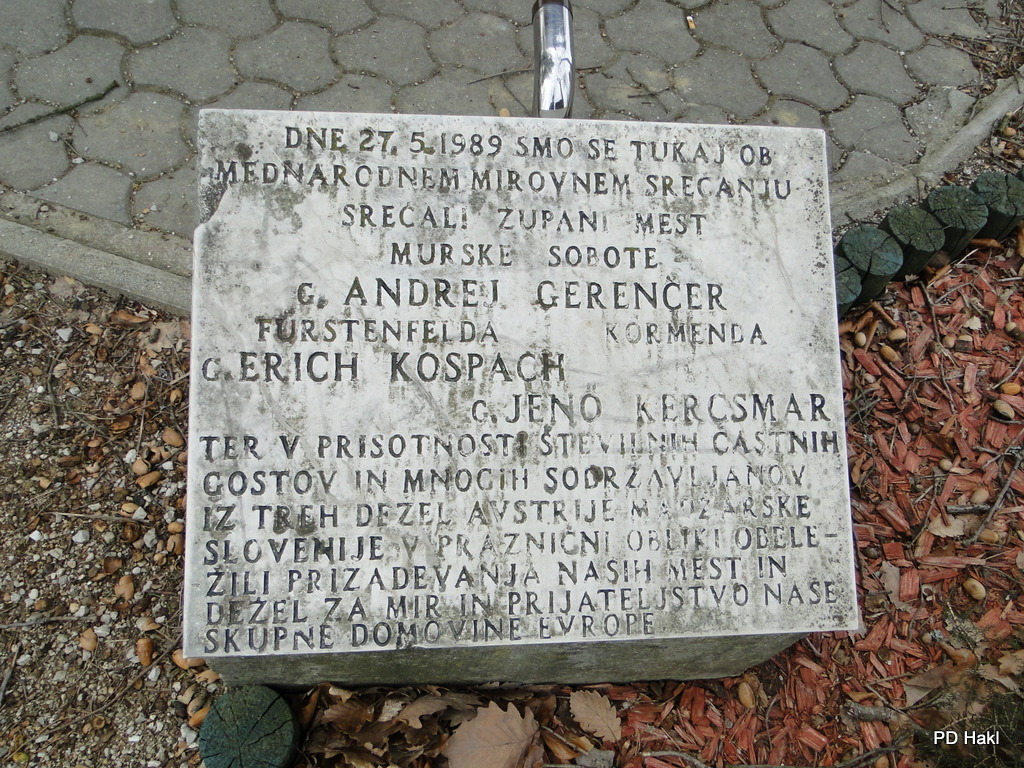 DNE 27. 5. 1989 SMO SE TUKAJ OB
MEDNARODNEM MIROVNEM SREČANJU
SREČALI ŽUPANI MEST
MURSKE SOBOTE
G. ANDREJ GERENČER
FÜRSTENFELDA KÖRMENDA
G. ERICH KOSPACH
G. JENÖ KERCSMAR
TER V PRISOTNOSTI ŠTEVILNIH ČASTNIH
GOSTOV IN MNOGIH SODRŽAVLJANOV
IZ TREH DEŽEL AVSTRIJE MADŽARSKE
SLOVENIJE V PRAZNIČNI OBLIKI OBELE-
ŽILI PRIZADEVANJA NAŠIH MEST IN
DEŽEL ZA MIR IN PRIJATELJSTVO NAŠE
SKUPNE DOMOVINE EVROPE
PD Hakl